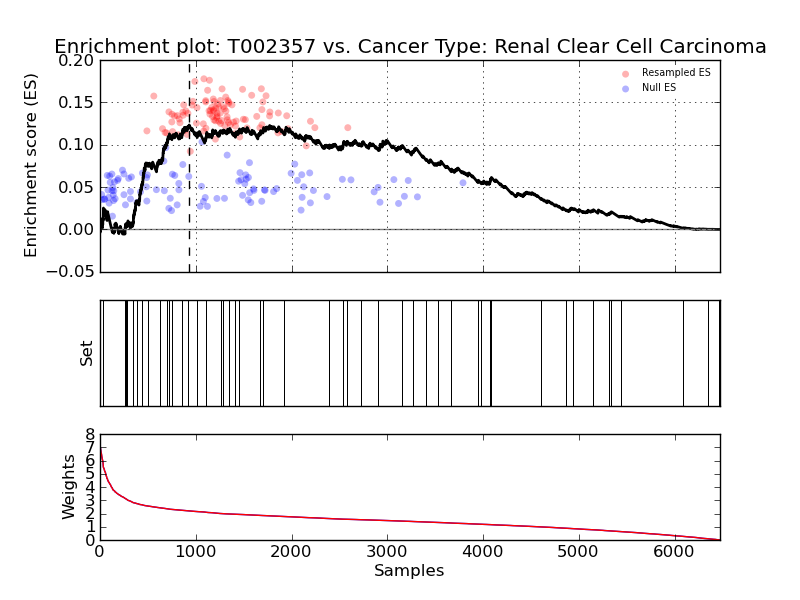 Enrichment plot: T002357 vs. Cancer Type: Renal Clear Cell Carcinoma
Enrichment score (ES)
0.20
0.15
0.10
0.05
0.00
−0.05
Resampled ES
Null ES
Set
Weights
8
7
6
5
4
3
2
1
0
0 1000 2000 3000 4000 5000 6000
Samples